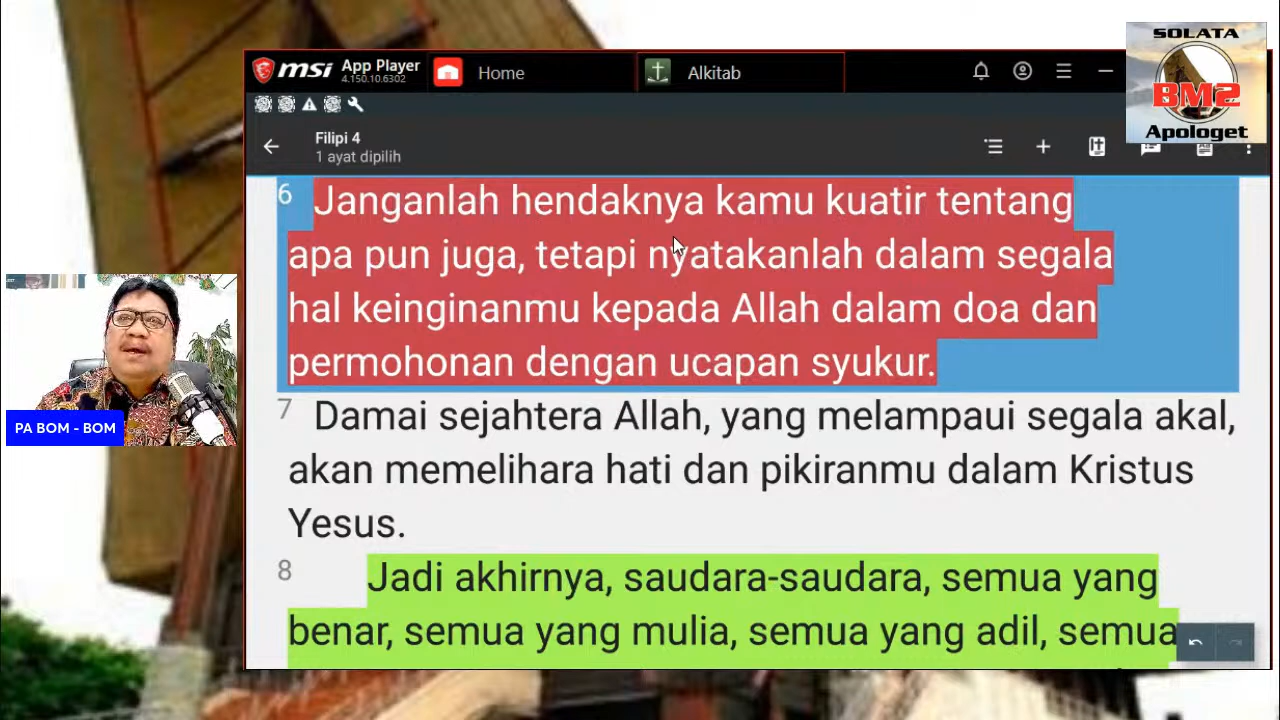 SOLATA
BM2
Apologet
msi App Player
4.150.10.6302
Home
Alkitab
Filipi 4
1 ayat dipilih
6 Janganlah hendaknya kamu kuatir tentang
apa pun juga, tetapi nyatakanlah dalam segala
hal keinginanmu kepada Allah dalam doa dan
permohonan dengan ucapan syukur.
7 Damai sejahtera Allah, yang melampaui segala akal,
akan memelihara hati dan pikiranmu dalam Kristus
Yesus.
8 Jadi akhirnya, saudara-saudara, semua yang
benar, semua yang mulia, semua yang adil, semua
PA BOM - BOM